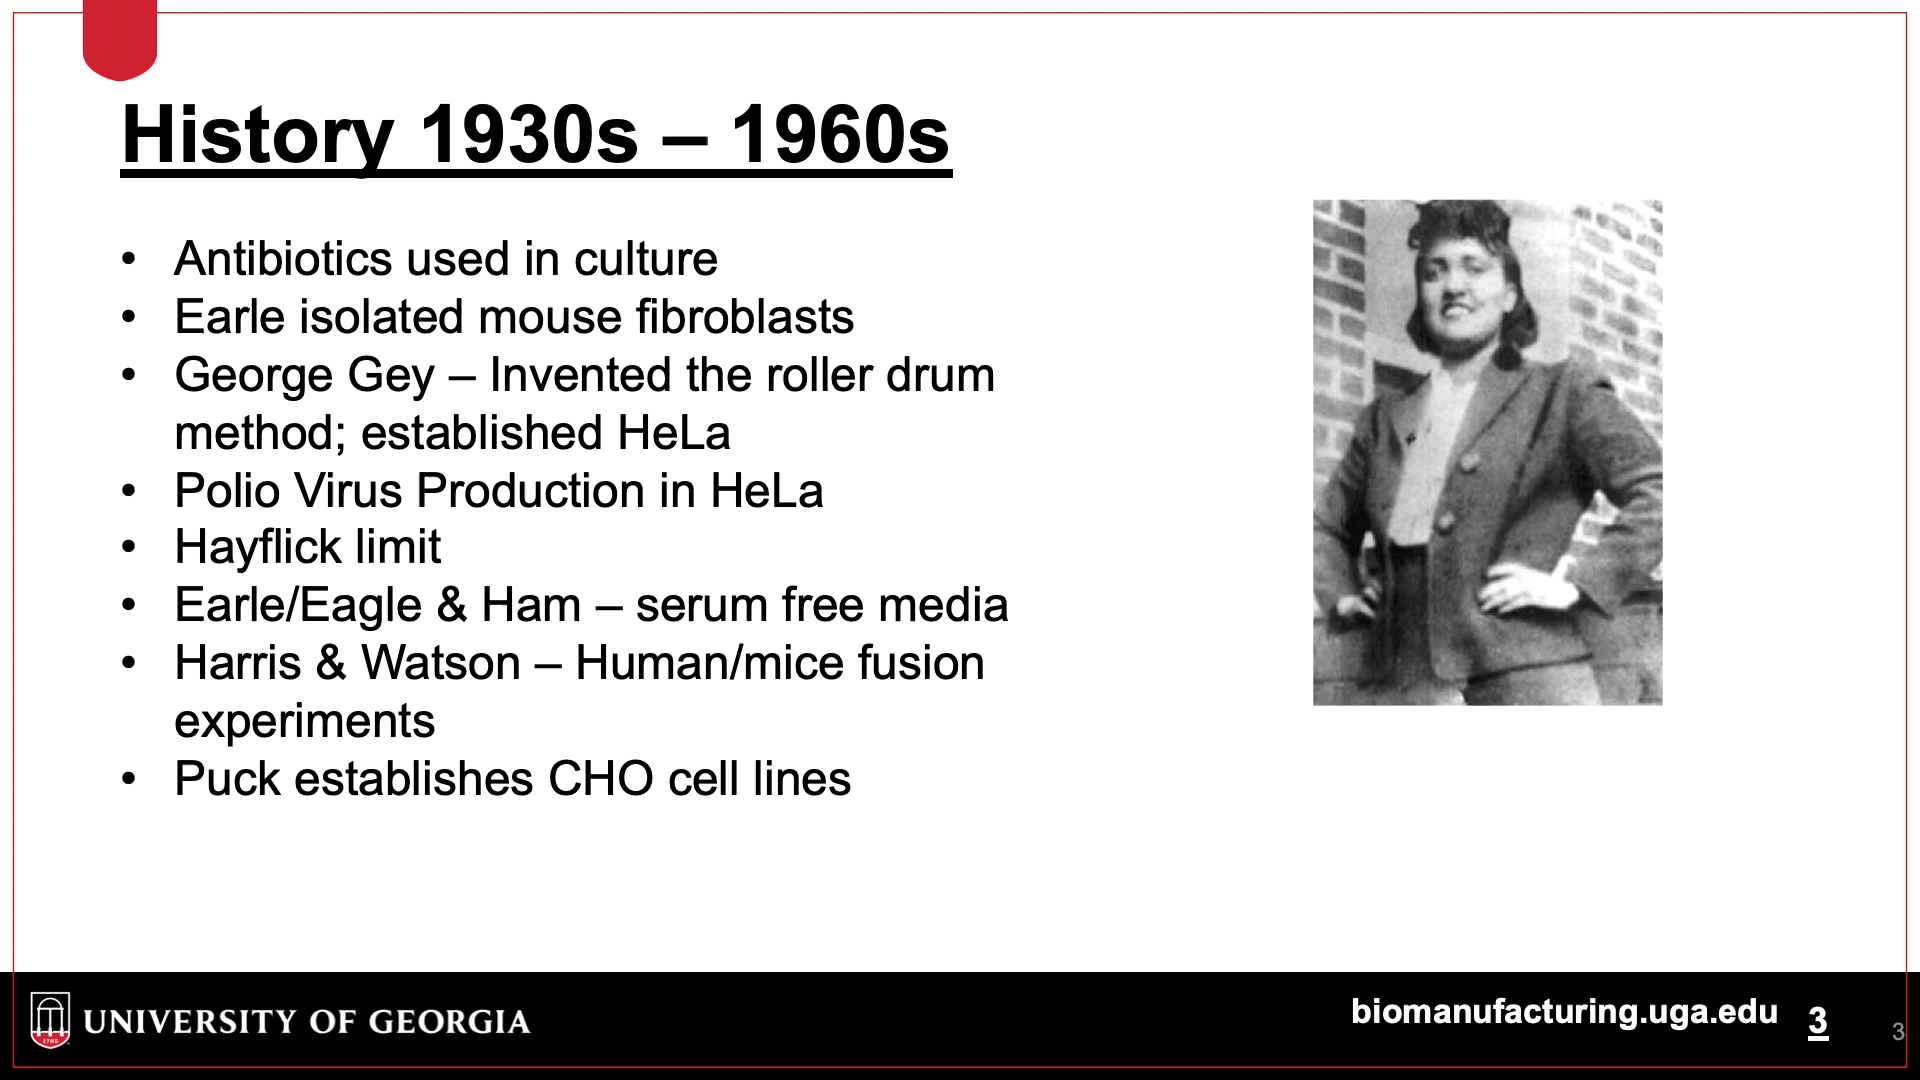 History 1930s – 1960s
• Antibiotics used in culture
• Earle isolated mouse fibroblasts
• George Gey – Invented the roller drum
method; established HeLa
• Polio Virus Production in HeLa
• Hayflick limit
• Earle/Eagle & Ham – serum free media
• Harris & Watson – Human/mice fusion
experiments
• Puck establishes CHO cell lines
1785
UNIVERSITY OF GEORGIA
biomanufacturing.uga.edu
3
3